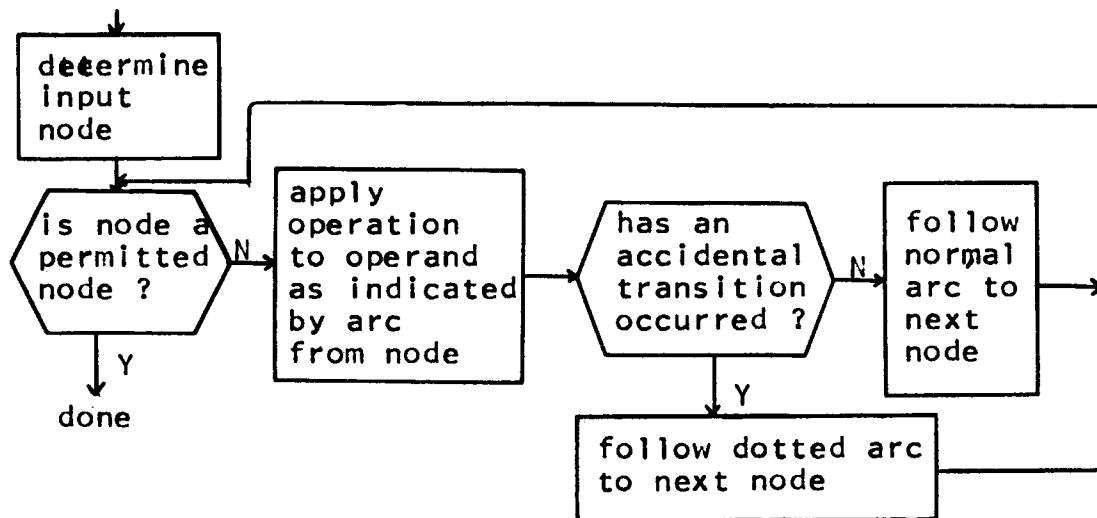 determine
input
node
is node a
permitted
node ?
N
Y
done
apply
operation
to operand
as indicated
by arc
from node
has an
accidental
transition
occurred ?
N
Y
follow
normal
arc to
next
node
follow dotted arc
to next node